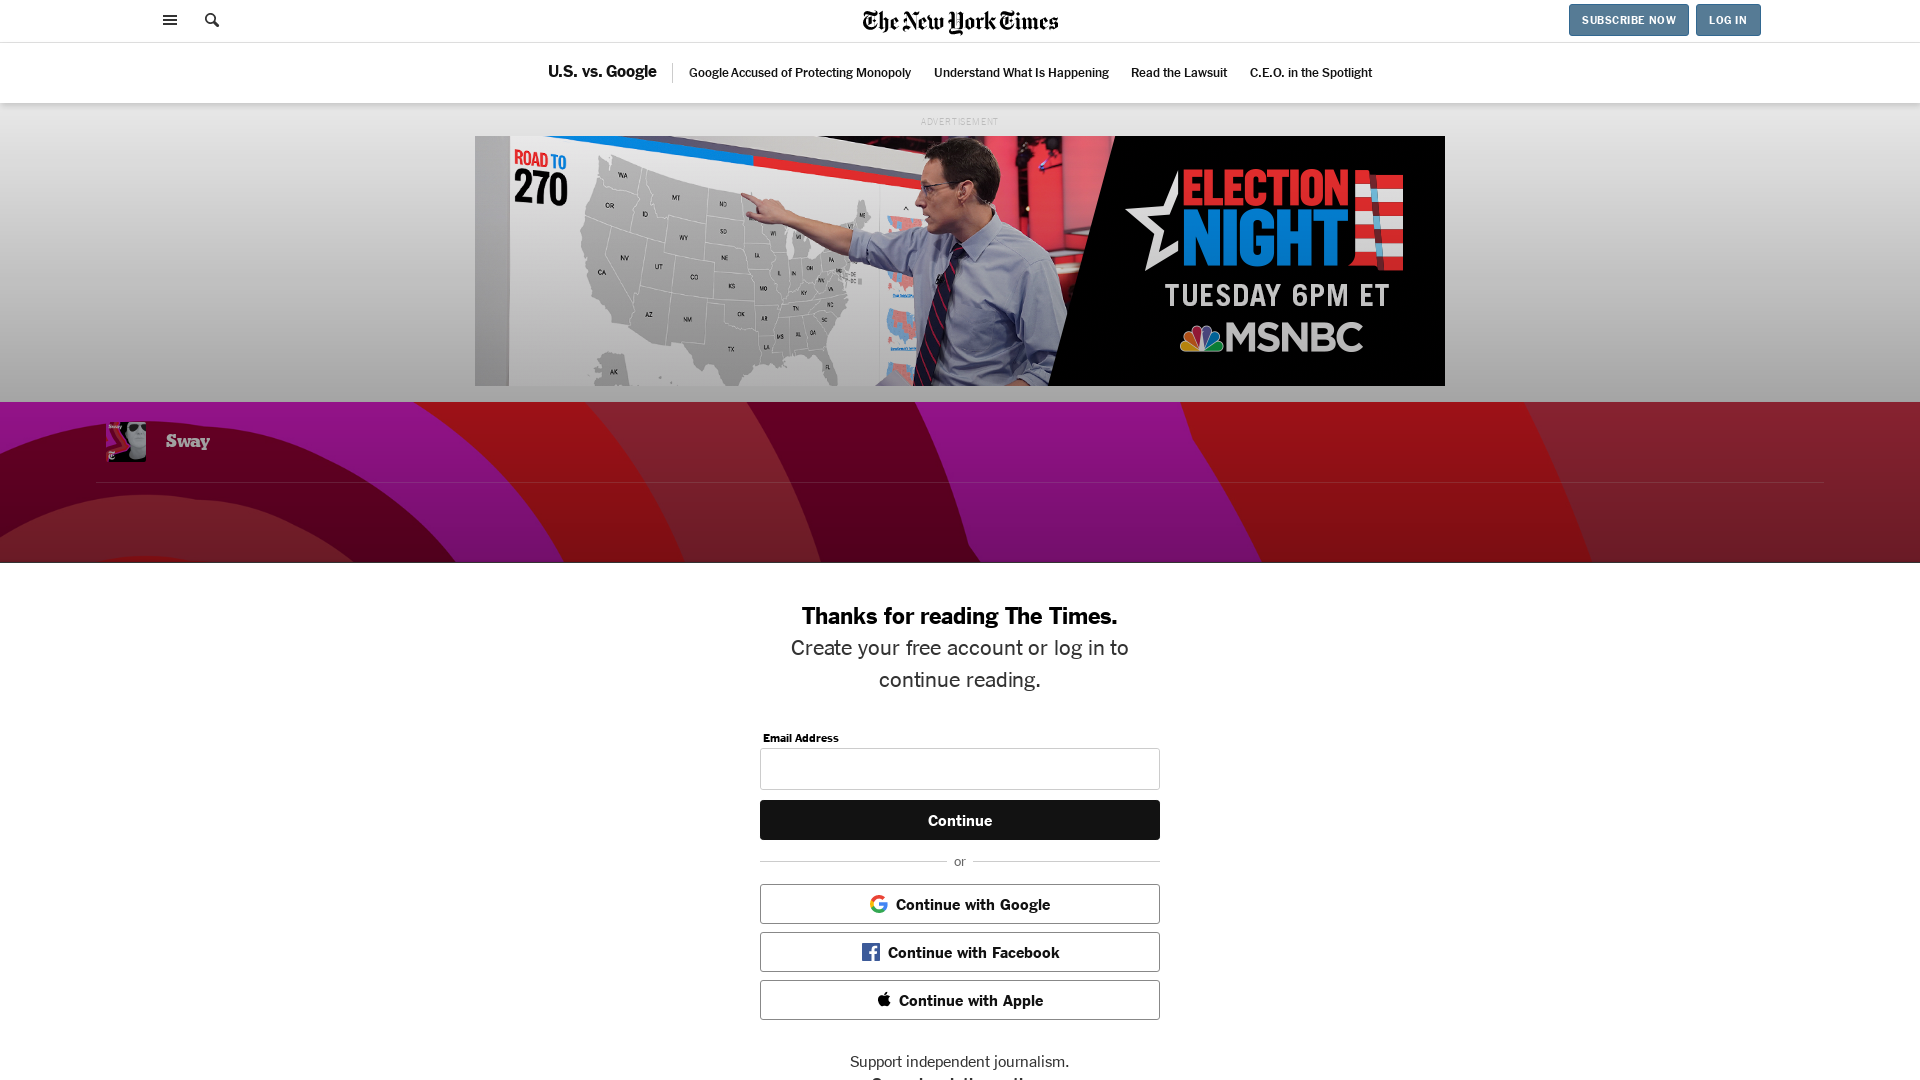 The New York Times
SUBSCRIBE NOW
LOG IN
U.S. vs. Google
Google Accused of Protecting Monopoly
Understand What Is Happening
Read the Lawsuit
C.E.O. in the Spotlight
ADVERTISEMENT
ROAD TO
270
WA
MT
ND
ME
OR
ID
SD
WI
WY
NE
IA
PA
NV
UT
IL
IN
OH
CA
CO
KS
MO
WV
KY
VA
AZ
NM
OK
AR
TN
NC
SC
MS
AL
GA
TX
LA
FL
AK
ELECTION
NIGHT
TUESDAY 6PM ET
MSNBC
Sway
Thanks for reading The Times.
Create your free account or log in to
continue reading.
Email Address
Continue
or
Continue with Google
Continue with Facebook
Continue with Apple
Support independent journalism.